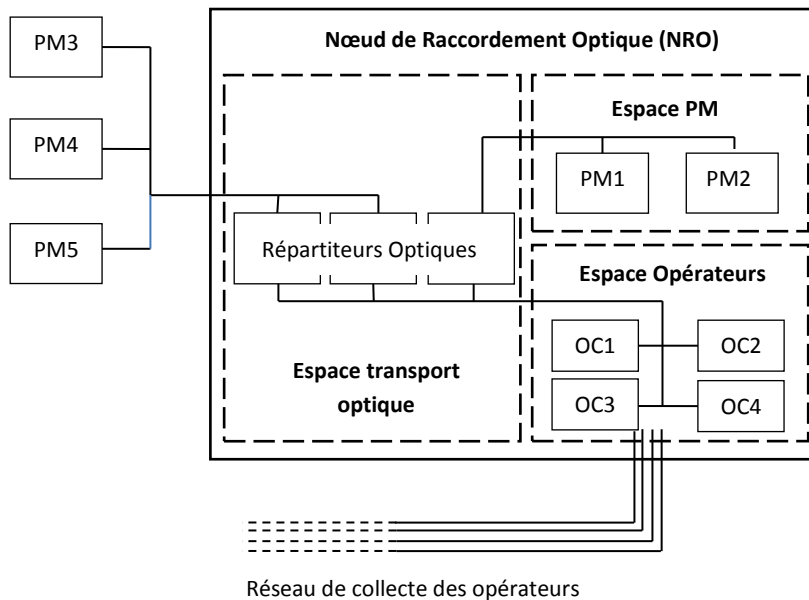 PM3
PM4
PM5
Nœud de Raccordement Optique (NRO)
Espace PM
PM1
PM2
Répartiteurs Optiques
Espace transport
optique
Espace Opérateurs
OC1
OC2
OC3
OC4
Réseau de collecte des opérateurs